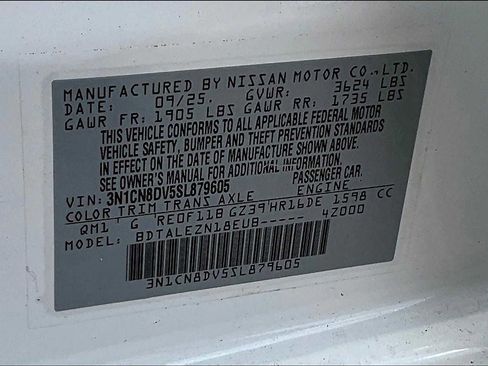 MANUFACTURED BY NISSAN MOTOR CO., LTD.
DATE: 09/25. GVWR: 3624 LBS
GAWR FR: 1905 LBS GAWR RR: 1735 LBS
THIS VEHICLE CONFORMS TO ALL APPLICABLE FEDERAL MOTOR
VEHICLE SAFETY, BUMPER AND THEFT PREVENTION STANDARDS
IN EFFECT ON THE DATE OF MANUFACTURE SHOWN ABOVE.
SEE OWNER'S MANUAL FOR ADDITIONAL INFORMATION.
VIN: 3N1CN8DV5SL879605 PASSENGER CAR.
COLOR TRIM TRANS AXLE ENGINE
QM1 G RE0F11B GZ39 HR16DE 1598 CC
MODEL: BDTALEZN18EUB----- 4Z000
3N1CN8DV5SL879605